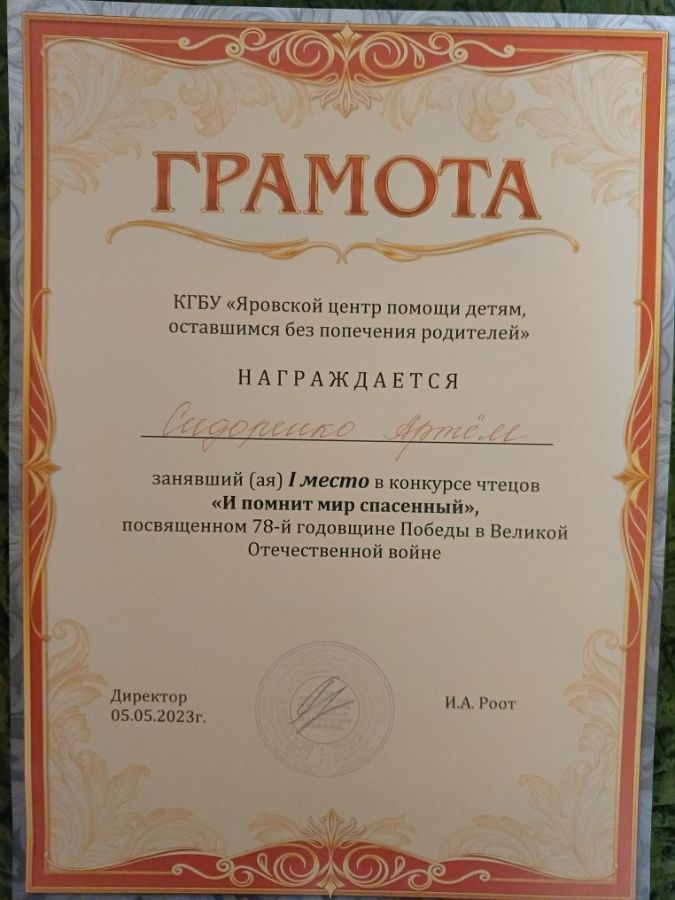 ГРАМОТА
КГБУ «Яровской центр помощи детям,
оставшимся без попечения родителей»
НАГРАЖДАЕТСЯ
Сидоренко Артём
занявший (ая) I место в конкурсе чтецов
«И помнит мир спасенный»,
посвященном 78-й годовщине Победы в Великой
Отечественной войне
Директор
05.05.2023г.
И.А. Роот